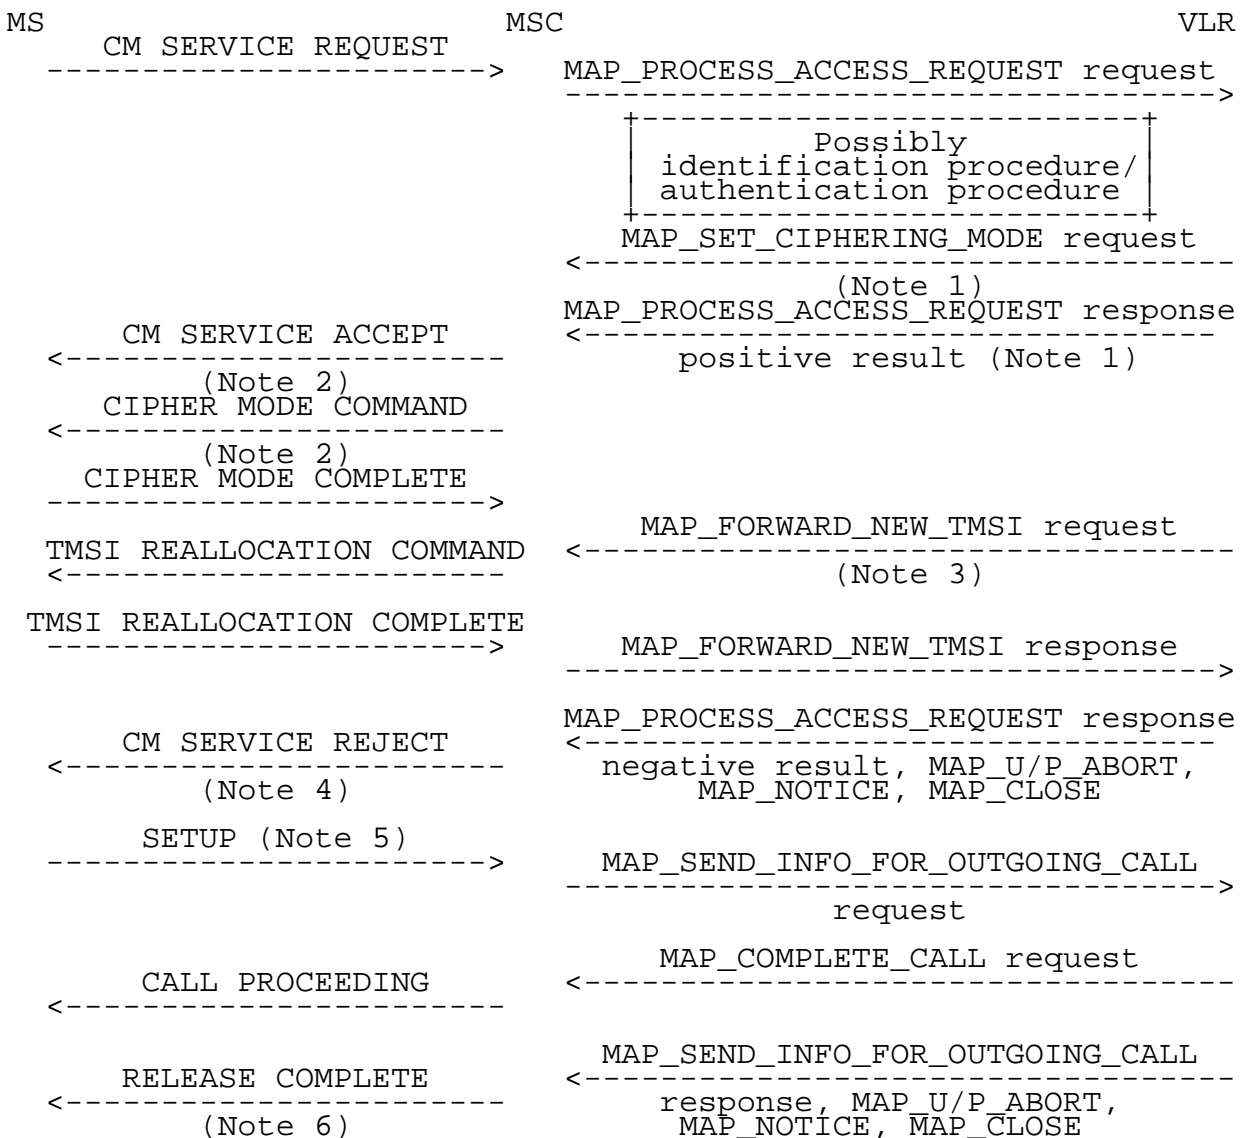 MS MSC VLR
CM SERVICE REQUEST
-----------------------> MAP_PROCESS_ACCESS_REQUEST request
---------------------------------->
+--------------------------+
| Possibly |
| identification procedure/|
| authentication procedure |
+--------------------------+
MAP_SET_CIPHERING_MODE request
<----------------------------------
(Note 1)
MAP_PROCESS_ACCESS_REQUEST response
CM SERVICE ACCEPT <---------------------------------
<----------------------- positive result (Note 1)
(Note 2)
CIPHER MODE COMMAND
<-----------------------
(Note 2)
CIPHER MODE COMPLETE
----------------------->
MAP_FORWARD_NEW_TMSI request
TMSI REALLOCATION COMMAND <----------------------------------
<----------------------- (Note 3)
TMSI REALLOCATION COMPLETE
-----------------------> MAP_FORWARD_NEW_TMSI response
---------------------------------->
MAP_PROCESS_ACCESS_REQUEST response
CM SERVICE REJECT <---------------------------------
<----------------------- negative result, MAP_U/P_ABORT,
(Note 4) MAP_NOTICE, MAP_CLOSE
SETUP (Note 5)
-----------------------> MAP_SEND_INFO_FOR_OUTGOING_CALL
---------------------------------->
request
MAP_COMPLETE_CALL request
CALL PROCEEDING <----------------------------------
<-----------------------
MAP_SEND_INFO_FOR_OUTGOING_CALL
RELEASE COMPLETE <----------------------------------
<----------------------- response, MAP_U/P_ABORT,
(Note 6) MAP_NOTICE, MAP_CLOSE